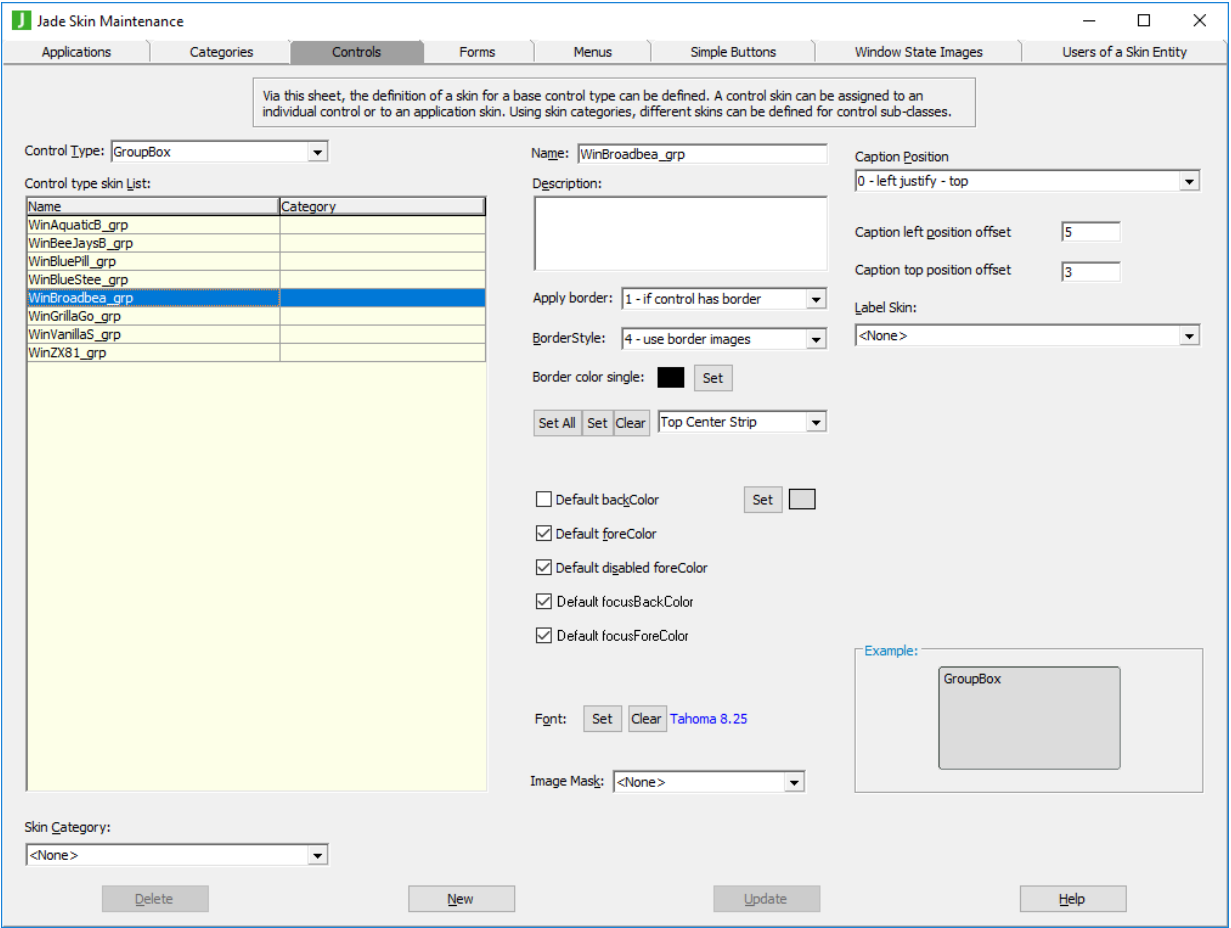 Jade Skin Maintenance
Applications
Categories
Controls
Forms
Menus
Simple Buttons
Window State Images
Users of a Skin Entity
Via this sheet, the definition of a skin for a base control type can be defined. A control skin can be assigned to an
individual control or to an application skin. Using skin categories, different skins can be defined for control sub-classes.
Control Type: GroupBox
Control type skin List:
Name Category
WinAquaticB_grp
WinBeeJaysB_grp
WinBluePill_grp
WinBlueStee_grp
WinBroadbea_grp
WinGrillaGo_grp
WinVanillaS_grp
WinZX81_grp
Skin Category:
<None>
Name: WinBroadbea_grp
Description:
Apply border: 1 - if control has border
BorderStyle: 4 - use border images
Border color single: Set
Set All Set Clear Top Center Strip
Default backColor Set
Default foreColor
Default disabled foreColor
Default focusBackColor
Default focusForeColor
Font: Set Clear Tahoma 8.25
Image Mask: <None>
Caption Position
0 - left justify - top
Caption left position offset 5
Caption top position offset 3
Label Skin:
<None>
Example:
GroupBox
Delete
New
Update
Help